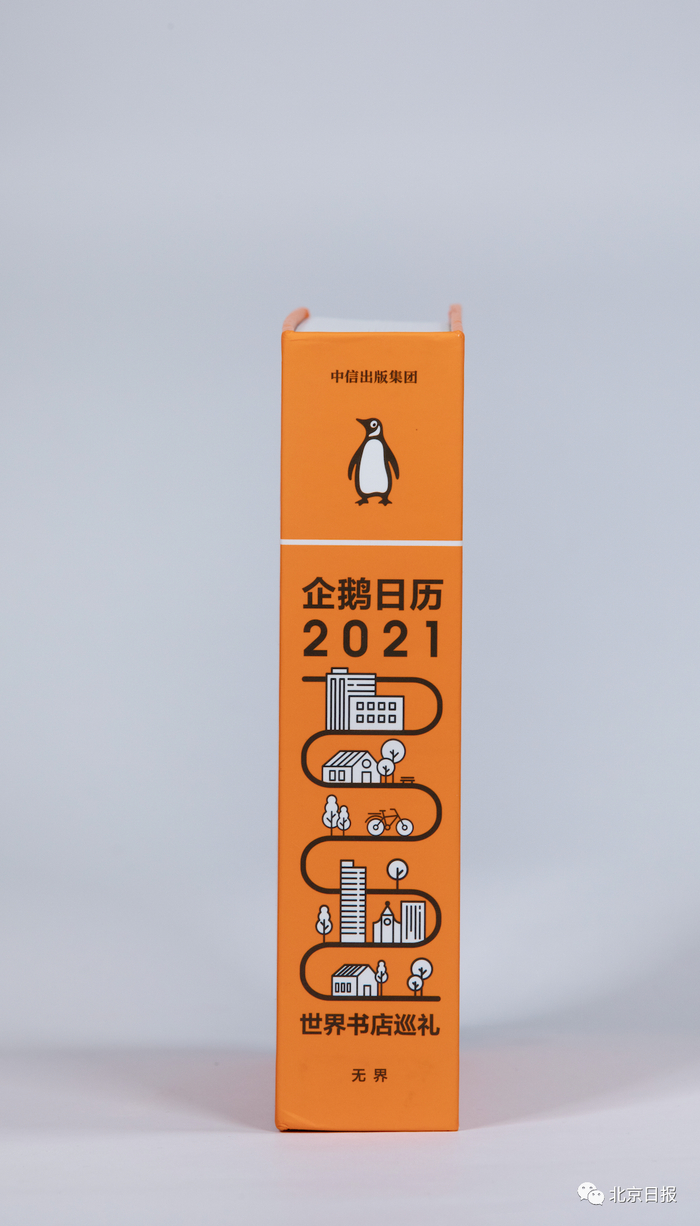 中信出版集团
企鹅日历
2021
世界书店巡礼
无界
北京日报